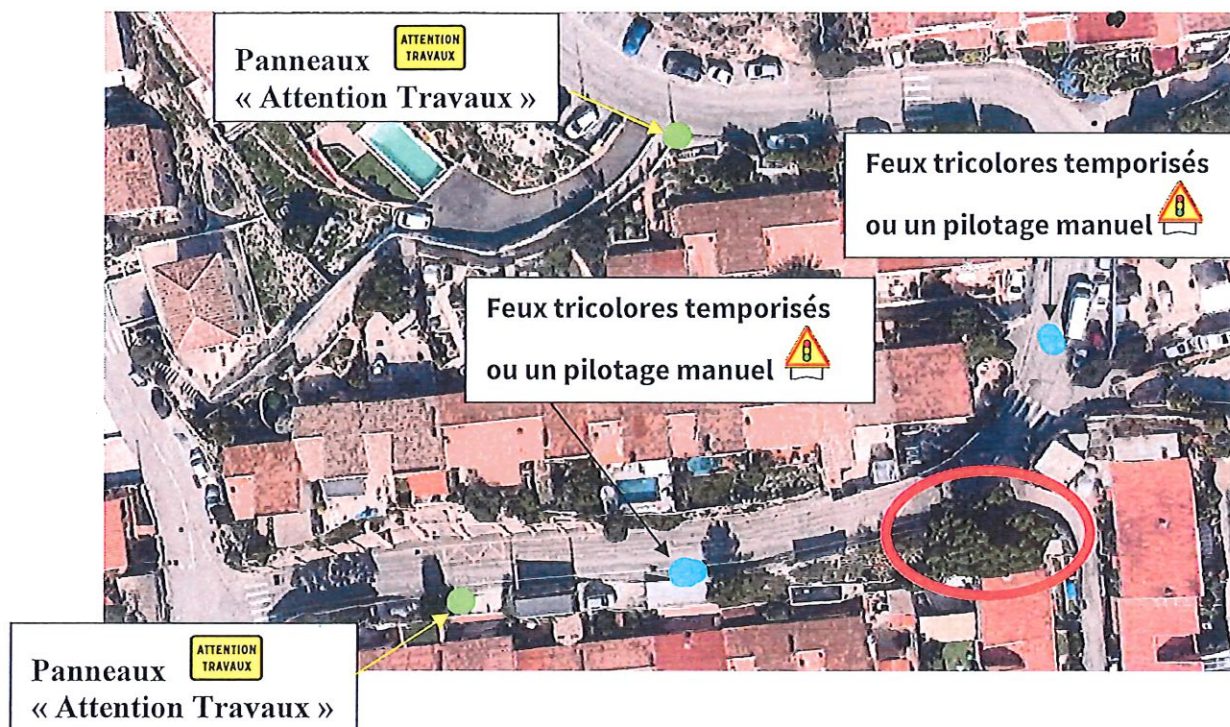 Panneaux ATTENTION
TRAVAUX
« Attention Travaux »
Feux tricolores temporisés
ou un pilotage manuel
Feux tricolores temporisés
ou un pilotage manuel
Panneaux ATTENTION
TRAVAUX
« Attention Travaux »